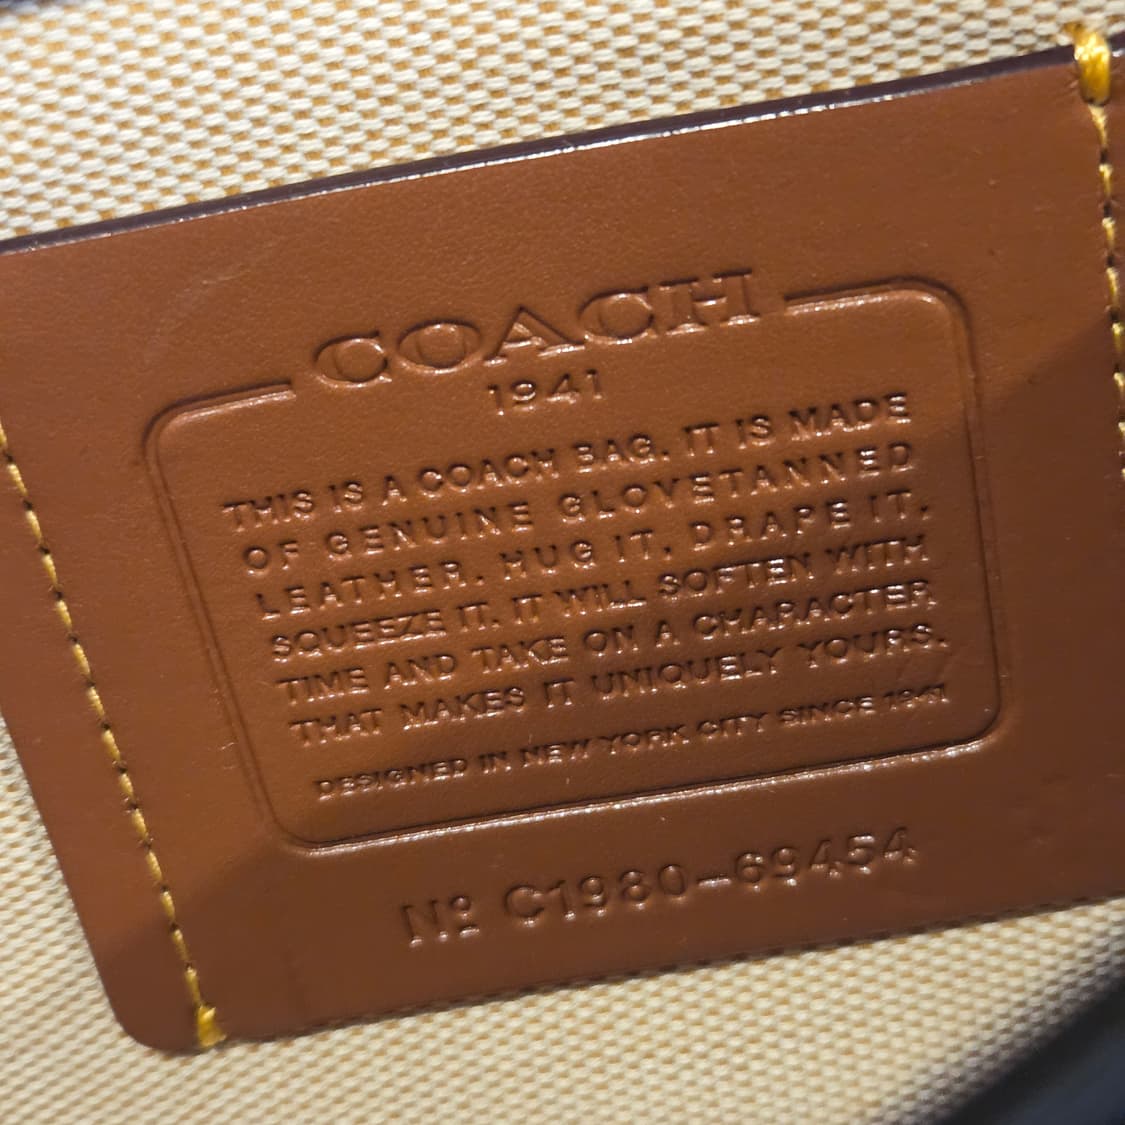 COACH
1941
THIS IS A COACH BAG. IT IS MADE
OF GENUINE GLOVETANNED
LEATHER. HUG IT. DRAPE IT.
SQUEEZE IT. IT WILL SOFTEN WITH
TIME AND TAKE ON A CHARACTER
THAT MAKES IT UNIQUELY YOURS.
DESIGNED IN NEW YORK CITY SINCE 1941
Nº C1980-69454